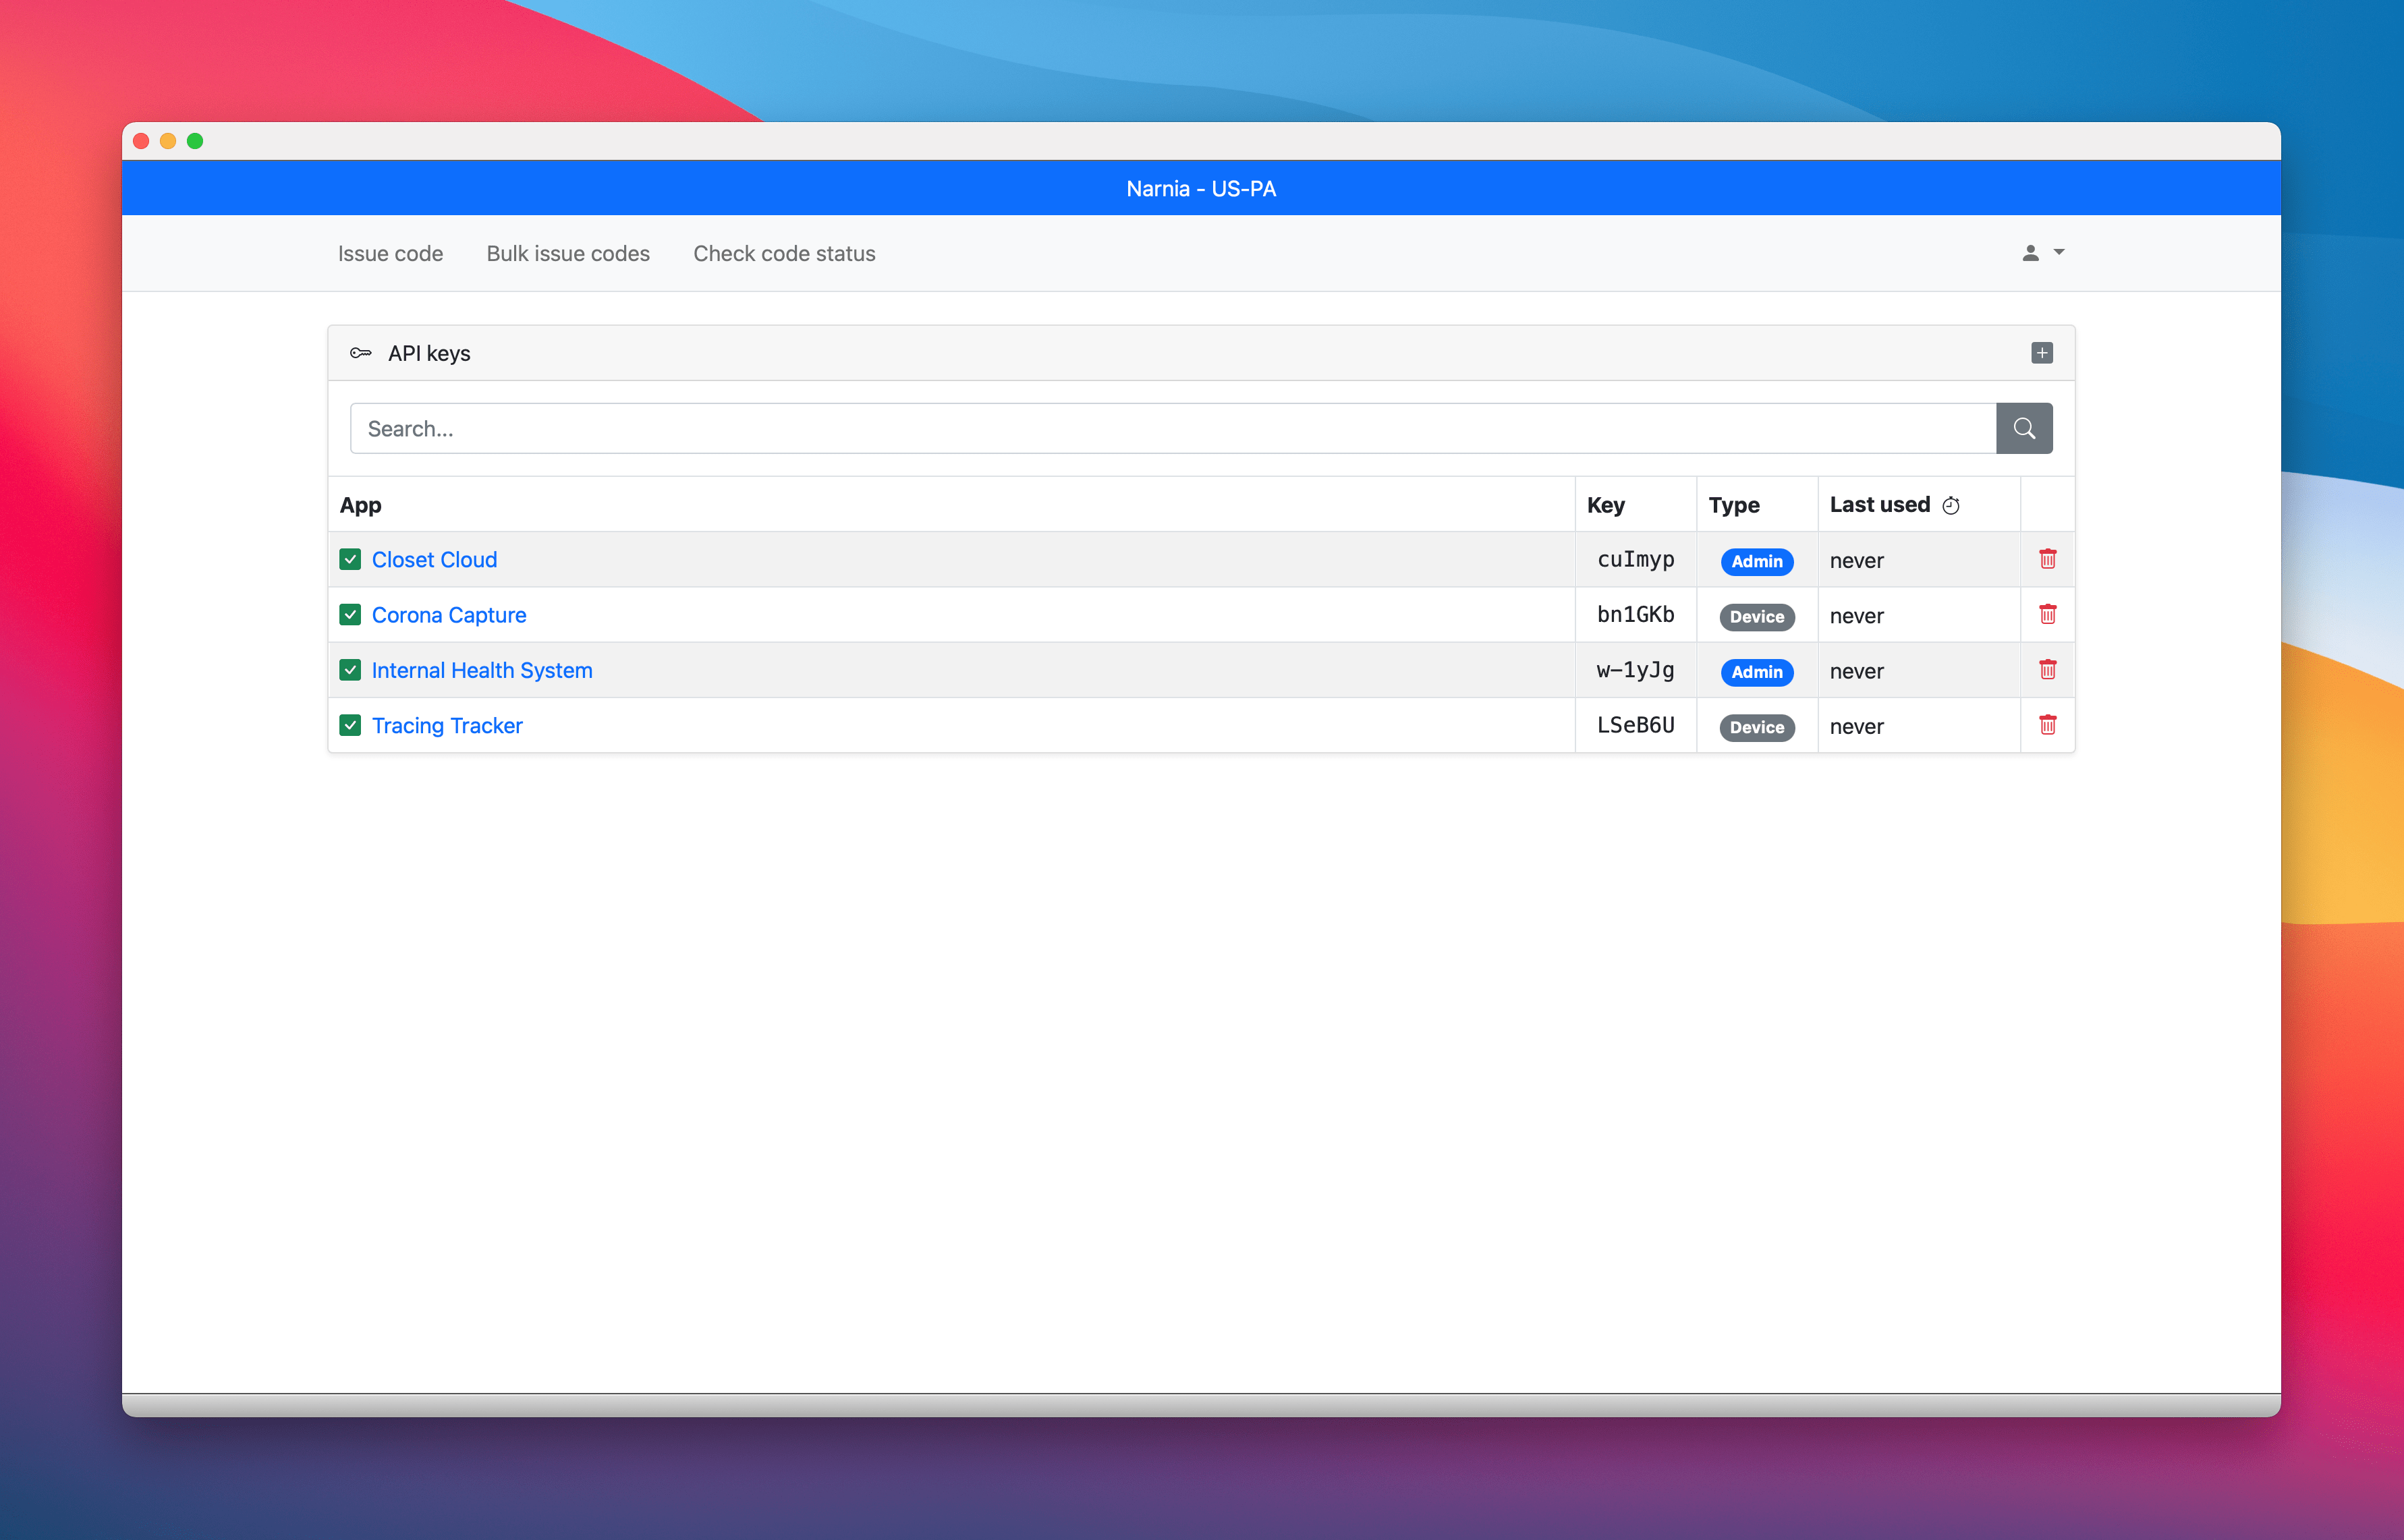 Narnia - US-PA
Issue code Bulk issue codes Check code status
API keys
Search...
App Key Type Last used
Closet Cloud cuImyp Admin never
Corona Capture bn1GKb Device never
Internal Health System w-1yJg Admin never
Tracing Tracker LSeB6U Device never